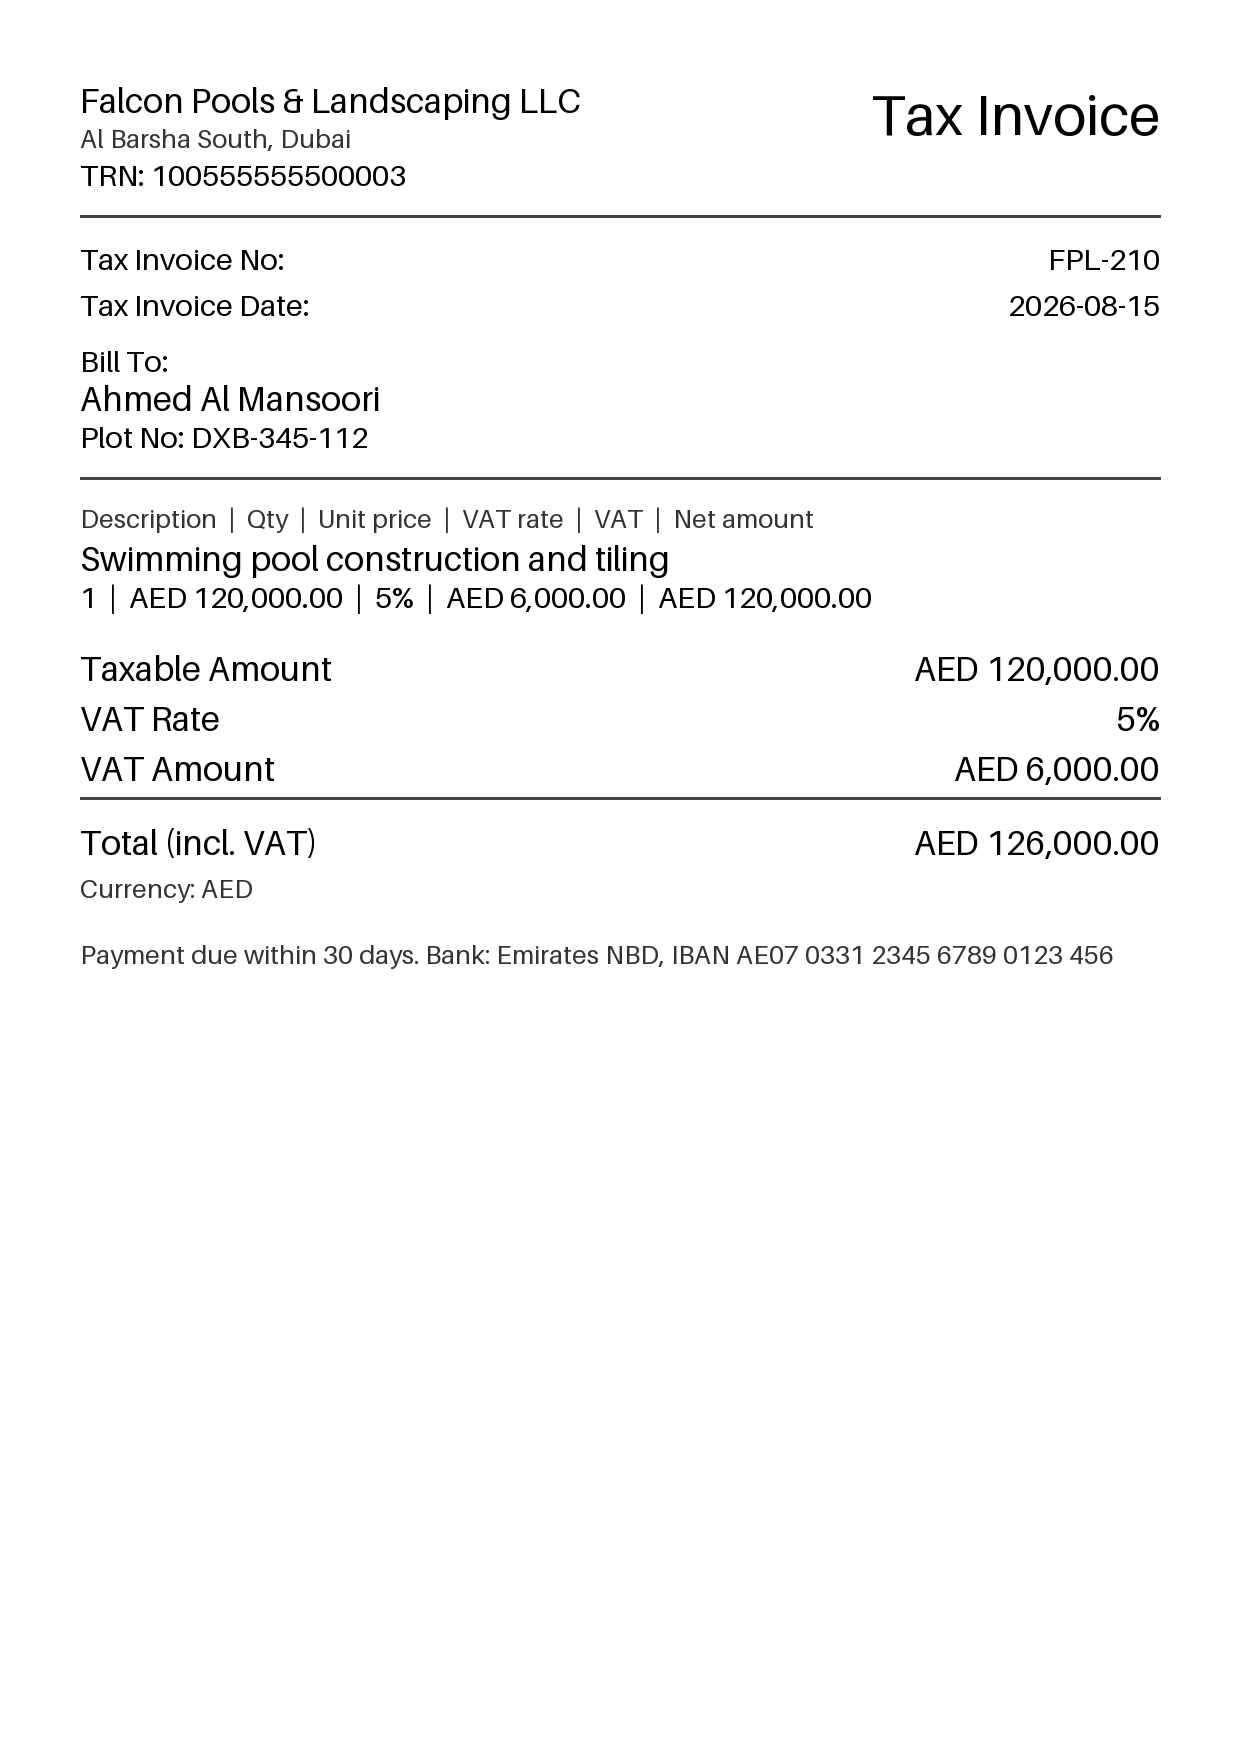 Falcon Pools & Landscaping LLC
Tax Invoice
Al Barsha South, Dubai
TRN: 100555555500003
Tax Invoice No: FPL-210
Tax Invoice Date: 2026-08-15
Bill To:
Ahmed Al Mansoori
Plot No: DXB-345-112
Description | Qty | Unit price | VAT rate | VAT | Net amount
Swimming pool construction and tiling
1 | AED 120,000.00 | 5% | AED 6,000.00 | AED 120,000.00
Taxable Amount AED 120,000.00
VAT Rate 5%
VAT Amount AED 6,000.00
Total (incl. VAT) AED 126,000.00
Currency: AED
Payment due within 30 days. Bank: Emirates NBD, IBAN AE07 0331 2345 6789 0123 456